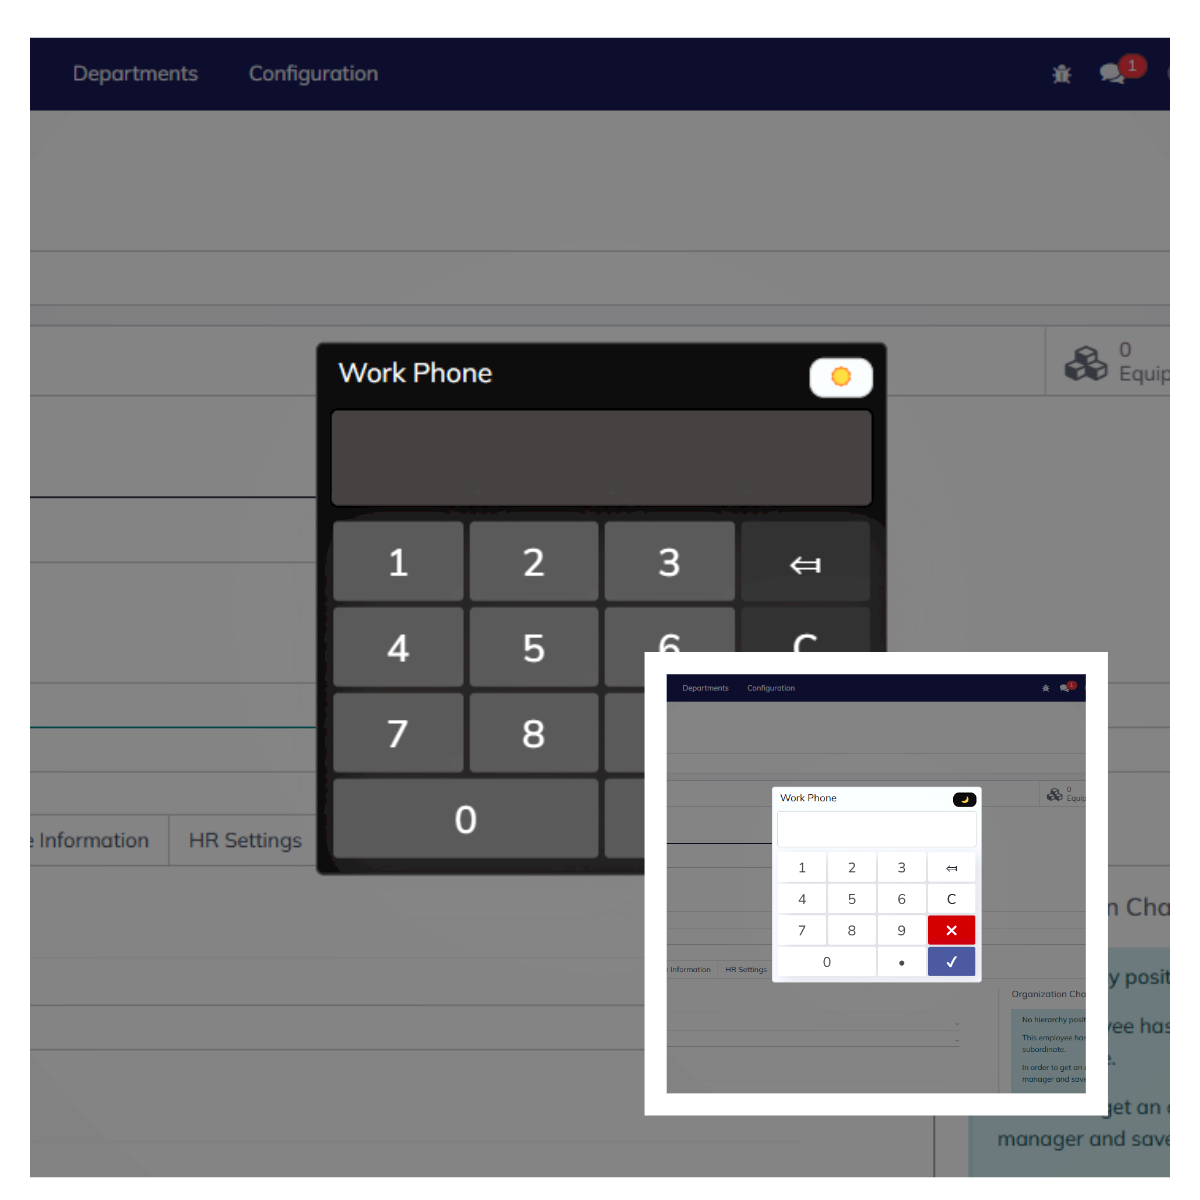 Departments Configuration 1
0
Equip
Work Phone
1 2 3
4 5 6 C
7 8
0
e Information HR Settings
n Cha
y posit
yee has
e.
get an
manager and save
Departments Configuration
Work Phone
0
Equip
1 2 3
4 5 6 C
7 8 9
0 •
Information HR Settings
Organization Cha
No hierarchy posit
This employee has
subordinate.
In order to get an
manager and save